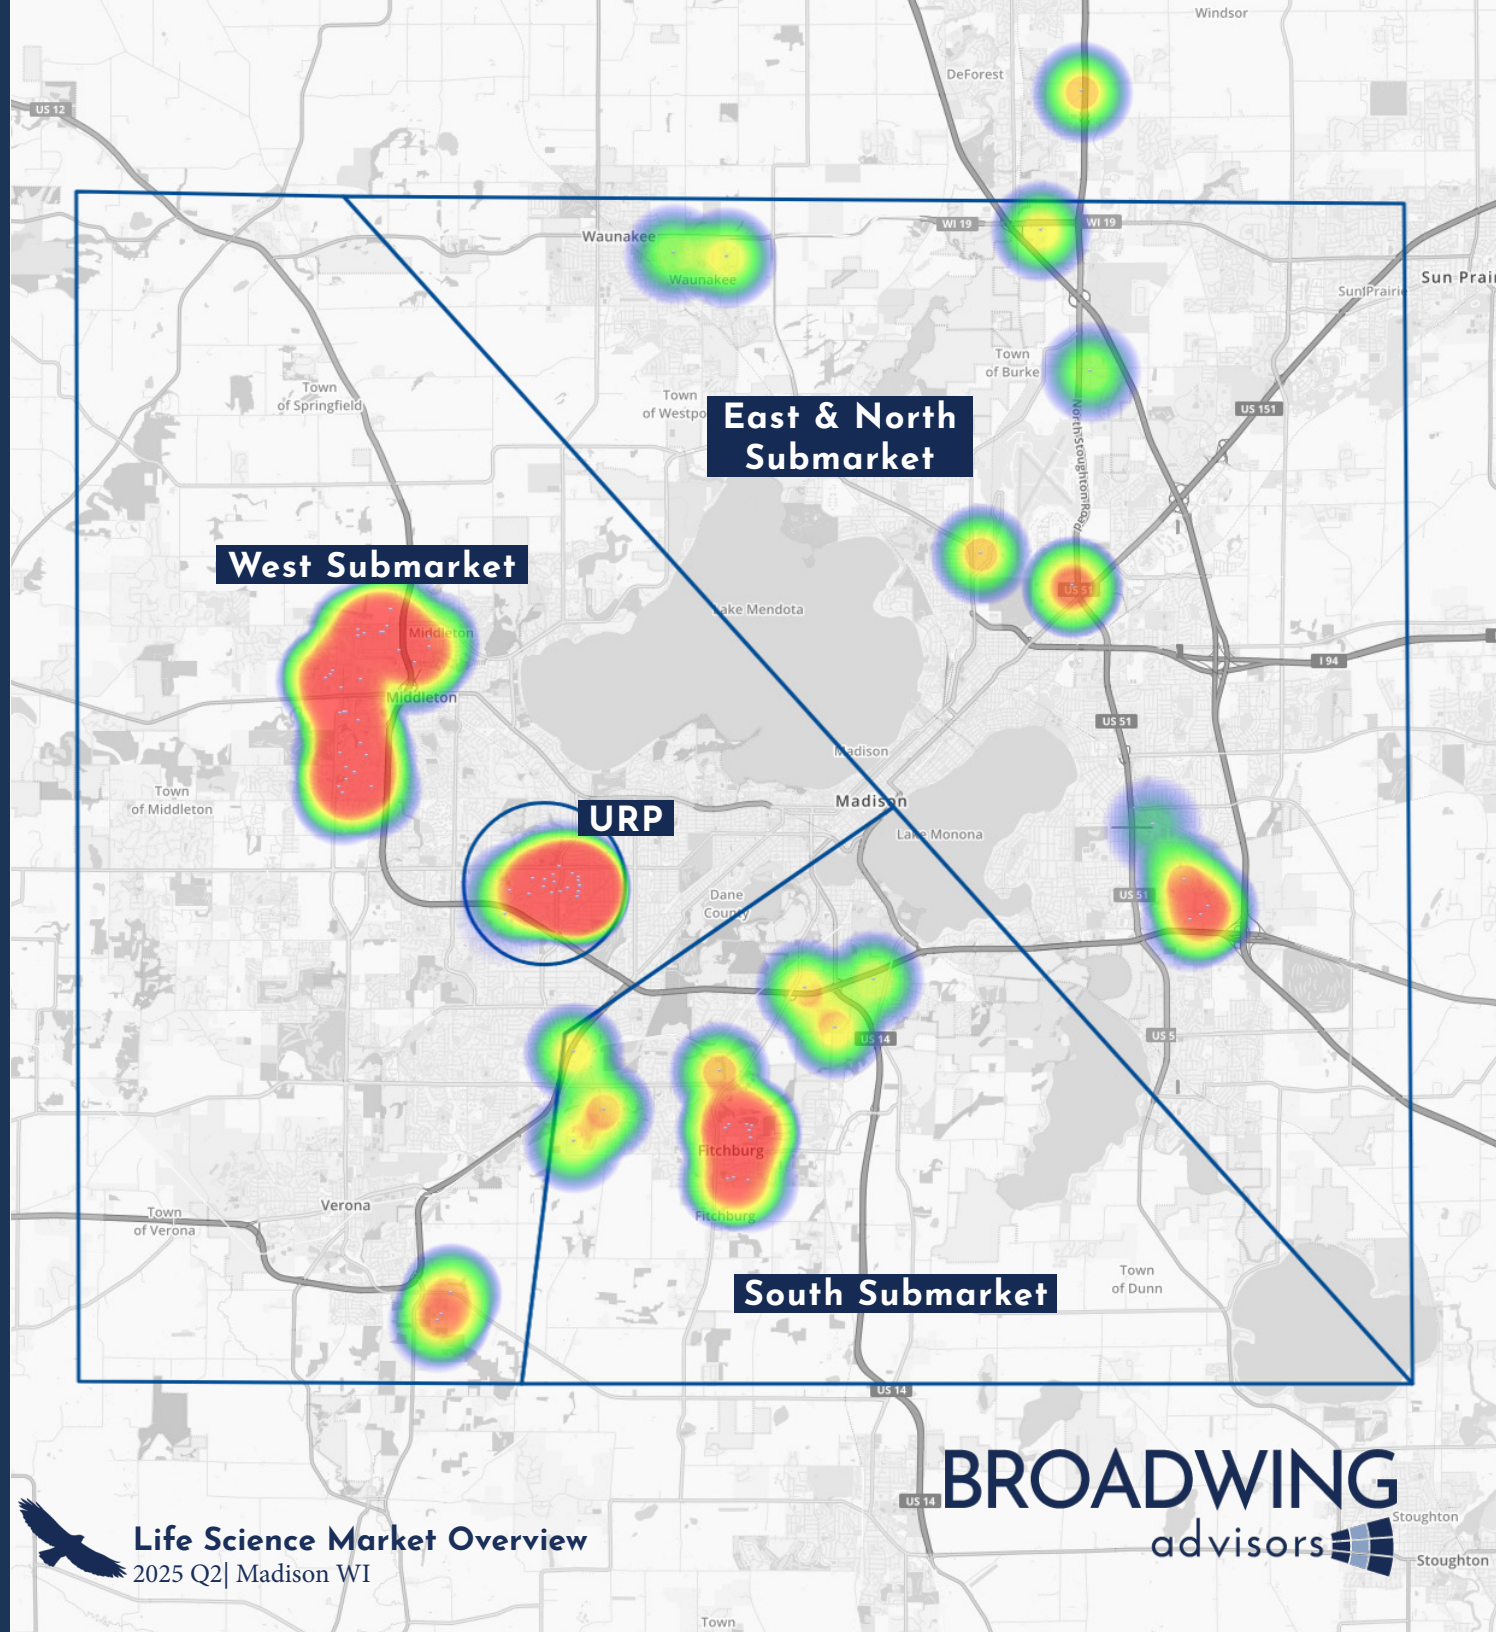 Windsor
DeForest
US 12
WI 19
WI 19
Waunakee
Waunakee
Sun Prair
Sun Prairie
Town
of Burke
North Stoughton Road
US 151
Town
of Springfield
Town
of Westpo
East & North
Submarket
West Submarket
US 51
Lake Mendota
Middleton
Middleton
I 94
US 51
Madison
Madison
Town
of Middleton
URP
Lake Monona
Dane
County
US 51
US 14
US 5
Fitchburg
Fitchburg
Verona
Town
of Verona
South Submarket
Town
of Dunn
US 14
BROADWING
advisors
US 14
Stoughton
Stoughton
Life Science Market Overview
2025 Q2| Madison WI
Town